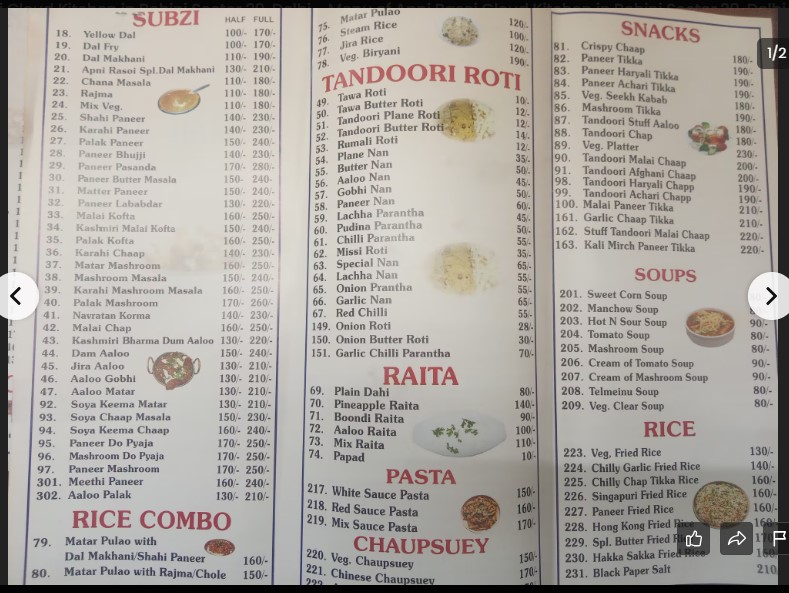 SUBZI HALF FULL
18. Yellow Dal 100/- 170/-
19. Dal Fry 100/- 170/-
20. Dal Makhani 110/- 190/-
21. Apni Rasoi Spl.Dal Makhani 130/- 210/-
22. Chana Masala 110/- 180/-
23. Rajma 110/- 180/-
24. Mix Veg. 110/- 180/-
25. Shahi Paneer 140/- 230/-
26. Karahi Paneer 140/- 230/-
27. Palak Paneer 150/- 240/-
28. Paneer Bhujji 140/- 230/-
29. Paneer Pasanda 170/- 280/-
30. Paneer Butter Masala 150/- 240-
31. Matter Paneer 150/- 240/-
32. Paneer Lababdar 130/- 220/-
33. Malai Kofta 160/- 250/-
34. Kashmiri Malai Kofta 150/- 240/-
35. Palak Kofta 160/- 250/-
36. Karahi Chaap 140/- 230/-
37. Matar Mashroom 160/- 250/-
38. Mashroom Masala 150/- 240/-
39. Karahi Mashroom Masala 160/- 250/-
40. Palak Mashroom 170/- 260/-
41. Navratan Korma 140/- 230/-
42. Malai Chap 160/- 250/-
43. Kashmiri Bharma Dum Aaloo 130/- 220/-
44. Dam Aaloo 150/- 240/-
45. Jira Aaloo 130/- 210/-
46. Aaloo Gobhi 130/- 210/-
47. Aaloo Matar 130/- 210/-
92. Soya Keema Matar 130/- 210/-
93. Soya Chaap Masala 150/- 230/-
94. Soya Keema Chaap 160/- 240/-
95. Paneer Do Pyaja 170/- 250/-
96. Mashroom Do Pyaja 170/- 250/-
97. Paneer Mashroom 170/- 250/-
301. Meethi Paneer 160/- 240/-
302. Aaloo Palak 130/- 210/-
RICE COMBO
79. Matar Pulao with
Dal Makhani/Shahi Paneer 160/-
80. Matar Pulao with Rajma/Chole 150/-
75. Matar Pulao 120/-
76. Steam Rice 100/-
77. Jira Rice 120/-
78. Veg. Biryani 190/-
TANDOORI ROTI
49. Tawa Roti 10/-
50. Tawa Butter Roti 12/-
51. Tandoori Plane Roti 12/-
52. Tandoori Butter Roti 14/-
53. Rumali Roti 12/-
54. Plane Nan 35/-
55. Butter Nan 50/-
56. Aaloo Nan 45/-
57. Gobhi Nan 50/-
58. Paneer Nan 60/-
59. Lachha Parantha 45/-
60. Pudina Parantha 50/-
61. Chilli Parantha 55/-
62. Missi Roti 35/-
63. Special Nan 65/-
64. Lachha Nan 55/-
65. Onion Prantha 55/-
66. Garlic Nan 65/-
67. Red Chilli 55/-
149. Onion Roti 28/-
150. Onion Butter Roti 30/-
151. Garlic Chilli Parantha 70/-
RAITA
69. Plain Dahi 80/-
70. Pineapple Raita 140/-
71. Boondi Raita 90/-
72. Aaloo Raita 100/-
73. Mix Raita 110/-
74. Papad 10/-
PASTA
217. White Sauce Pasta 150/-
218. Red Sauce Pasta 160/-
219. Mix Sauce Pasta 170/-
CHAUPSUEY
220. Veg. Chaupsuey 150/-
221. Chinese Chaupsuey 170/-
SNACKS
81. Crispy Chaap 180/-
82. Paneer Tikka 190/-
83. Paneer Haryali Tikka 190/-
84. Paneer Achari Tikka 190/-
85. Veg. Seekh Kabab 180/-
86. Mashroom Tikka 190/-
87. Tandoori Stuff Aaloo 180/-
88. Tandoori Chap 180/-
89. Veg. Platter 230/-
90. Tandoori Malai Chaap 200/-
91. Tandoori Afghani Chaap 200/-
98. Tandoori Haryali Chapp 190/-
99. Tandoori Achari Chapp 190/-
100. Malai Paneer Tikka 210/-
161. Garlic Chaap Tikka 210/-
162. Stuff Tandoori Malai Chaap 220/-
163. Kali Mirch Paneer Tikka 220/-
1/2
SOUPS
201. Sweet Corn Soup
202. Manchow Soup
203. Hot N Sour Soup 90/-
204. Tomato Soup 80/-
205. Mashroom Soup 80/-
206. Cream of Tomato Soup 90/-
207. Cream of Mashroom Soup 90/-
208. Telmeinu Soup 80/-
209. Veg. Clear Soup 80/-
RICE
223. Veg. Fried Rice 130/-
224. Chilly Garlic Fried Rice 140/-
225. Chilly Chap Tikka Rice 160/-
226. Singapuri Fried Rice 160/-
227. Paneer Fried Rice 160/-
228. Hong Kong Fried Rice
229. Spl. Butter Fried
230. Hakka Sakka Fried Rice
231. Black Paper Salt 210